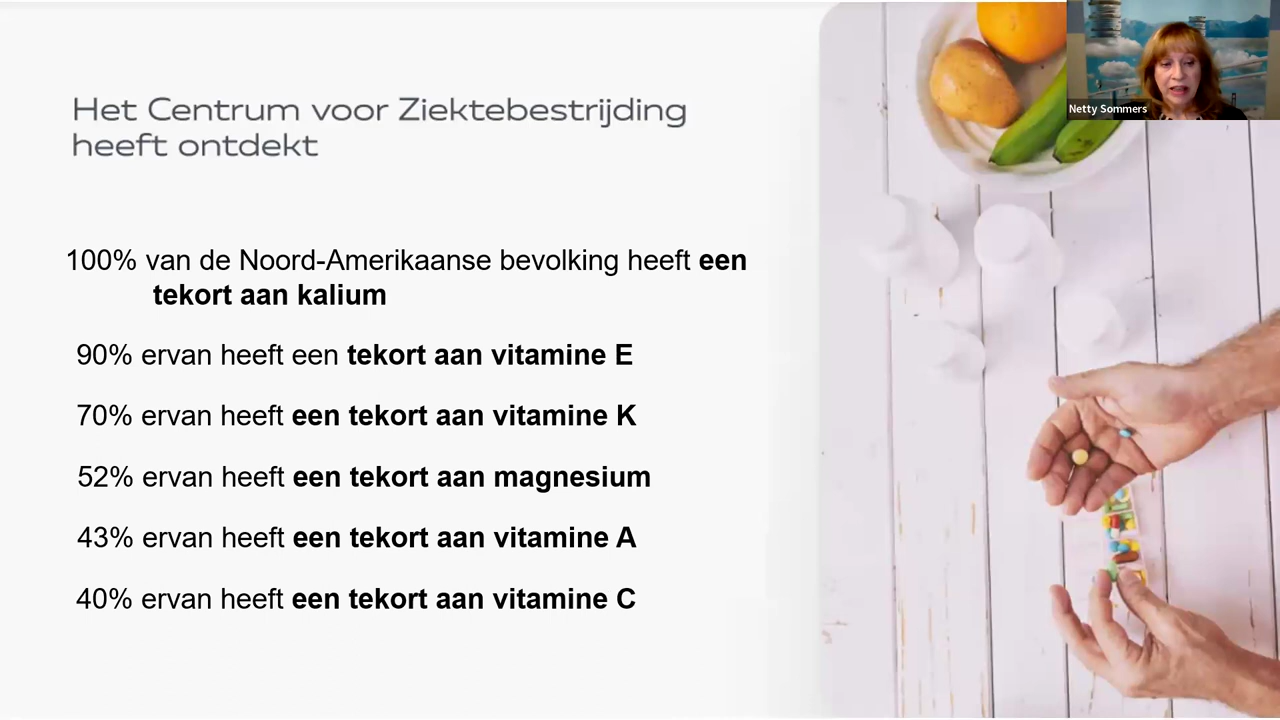 Het Centrum voor Ziektebestrijding
heeft ontdekt
Netty Sommers
100% van de Noord-Amerikaanse bevolking heeft een
tekort aan kalium
90% ervan heeft een tekort aan vitamine E
70% ervan heeft een tekort aan vitamine K
52% ervan heeft een tekort aan magnesium
43% ervan heeft een tekort aan vitamine A
40% ervan heeft een tekort aan vitamine C